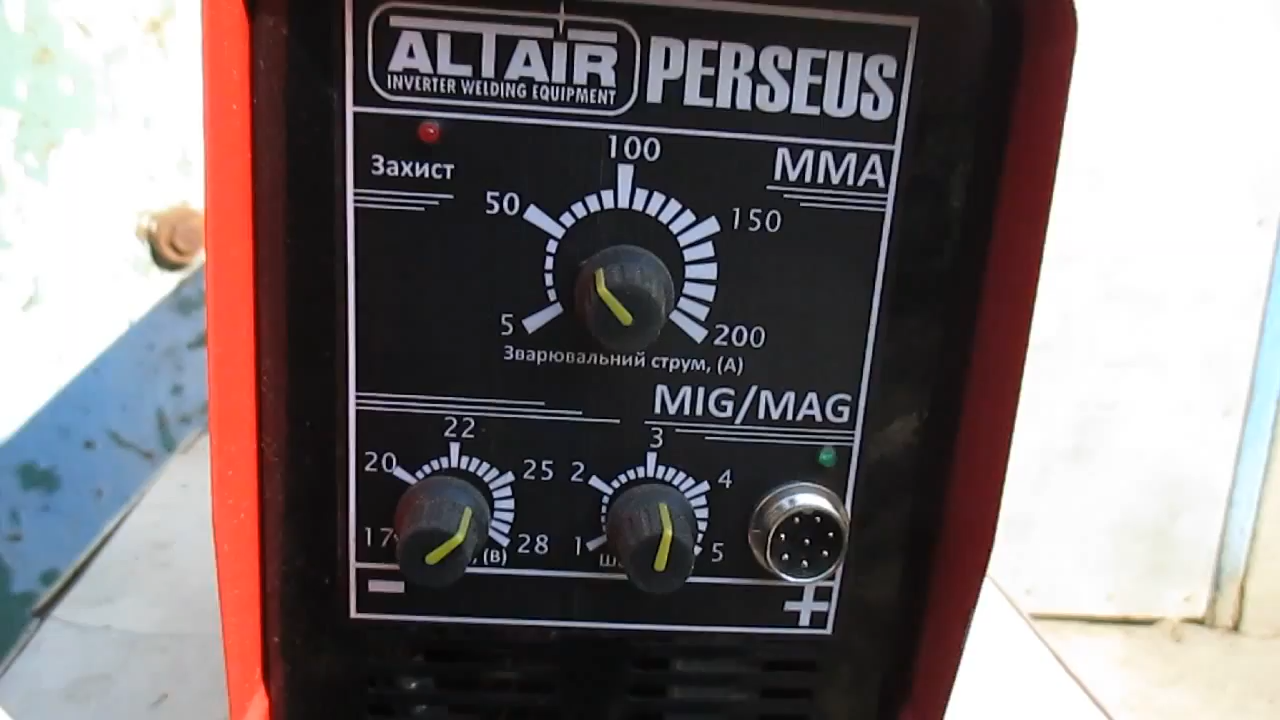 ALTAIR PERSEUS
INVERTER WELDING EQUIPMENT
Захист
MMA
100
50
150
5
200
Зварювальний струм, (А)
MIG/MAG
22
20
25
17
28
(В)
3
2
4
1
5
-
+